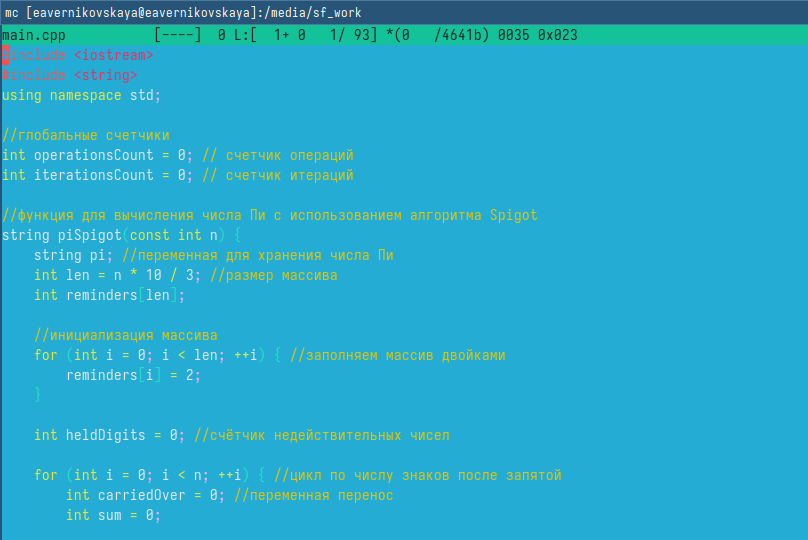 mc [eavernikovskaya@eavernikovskaya]:/media/sf_work
main.cpp [----] 0 L:[ 1+ 0 1/ 93] *(0 /4641b) 0035 0x023
#include <iostream>
#include <string>
using namespace std;
//глобальные счетчики
int operationsCount = 0; // счетчик операций
int iterationsCount = 0; // счетчик итераций
//функция для вычисления числа Пи с использованием алгоритма Spigot
string piSpigot(const int n) {
string pi; //переменная для хранения числа Пи
int len = n * 10 / 3; //размер массива
int reminders[len];
//инициализация массива
for (int i = 0; i < len; ++i) { //заполняем массив двойками
reminders[i] = 2;
}
int heldDigits = 0; //счётчик недействительных чисел
for (int i = 0; i < n; ++i) { //цикл по числу знаков после запятой
int carriedOver = 0; //переменная перенос
int sum = 0;